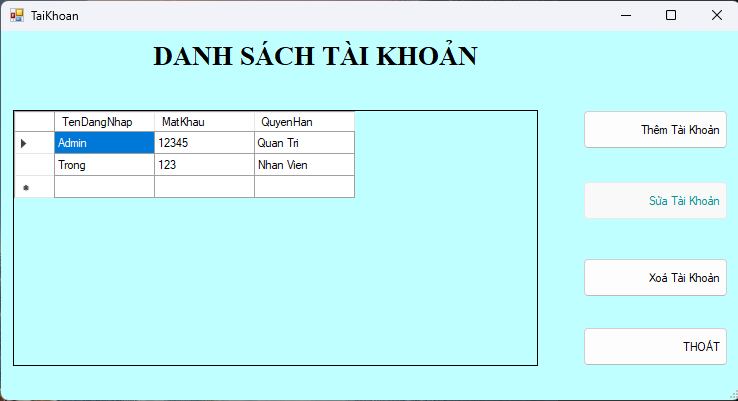 TaiKhoan
DANH SÁCH TÀI KHOẢN
TenDangNhap MatKhau QuyenHan
Admin 12345 Quan Tri
Trong 123 Nhan Vien
Thêm Tài Khoản
Sửa Tài Khoản
Xoá Tài Khoản
THOÁT